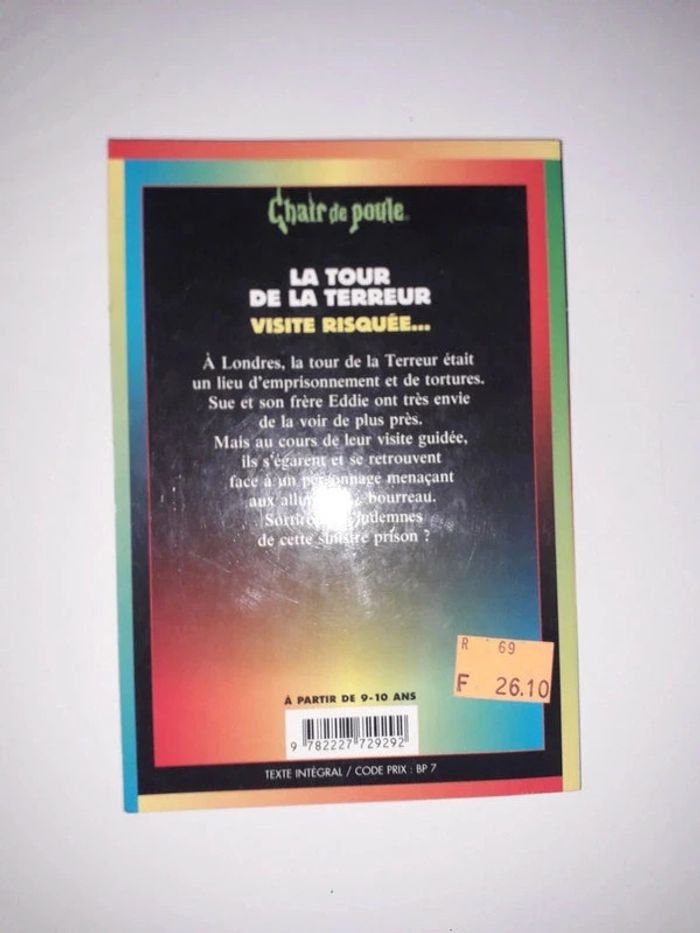 Chair de poule
LA TOUR
DE LA TERREUR
VISITE RISQUÉE...
À Londres, la tour de la Terreur était
un lieu d'emprisonnement et de tortures.
Sue et son frère Eddie ont très envie
de la voir de plus près.
Mais au cours de leur visite guidée,
ils s'égarent et se retrouvent
face à un personnage menaçant
aux bourreau.
indemnes
de cette sinistre prison ?
R 69
F 26.10
À PARTIR DE 9-10 ANS
9 782227 729292
TEXTE INTÉGRAL / CODE PRIX : BP 7